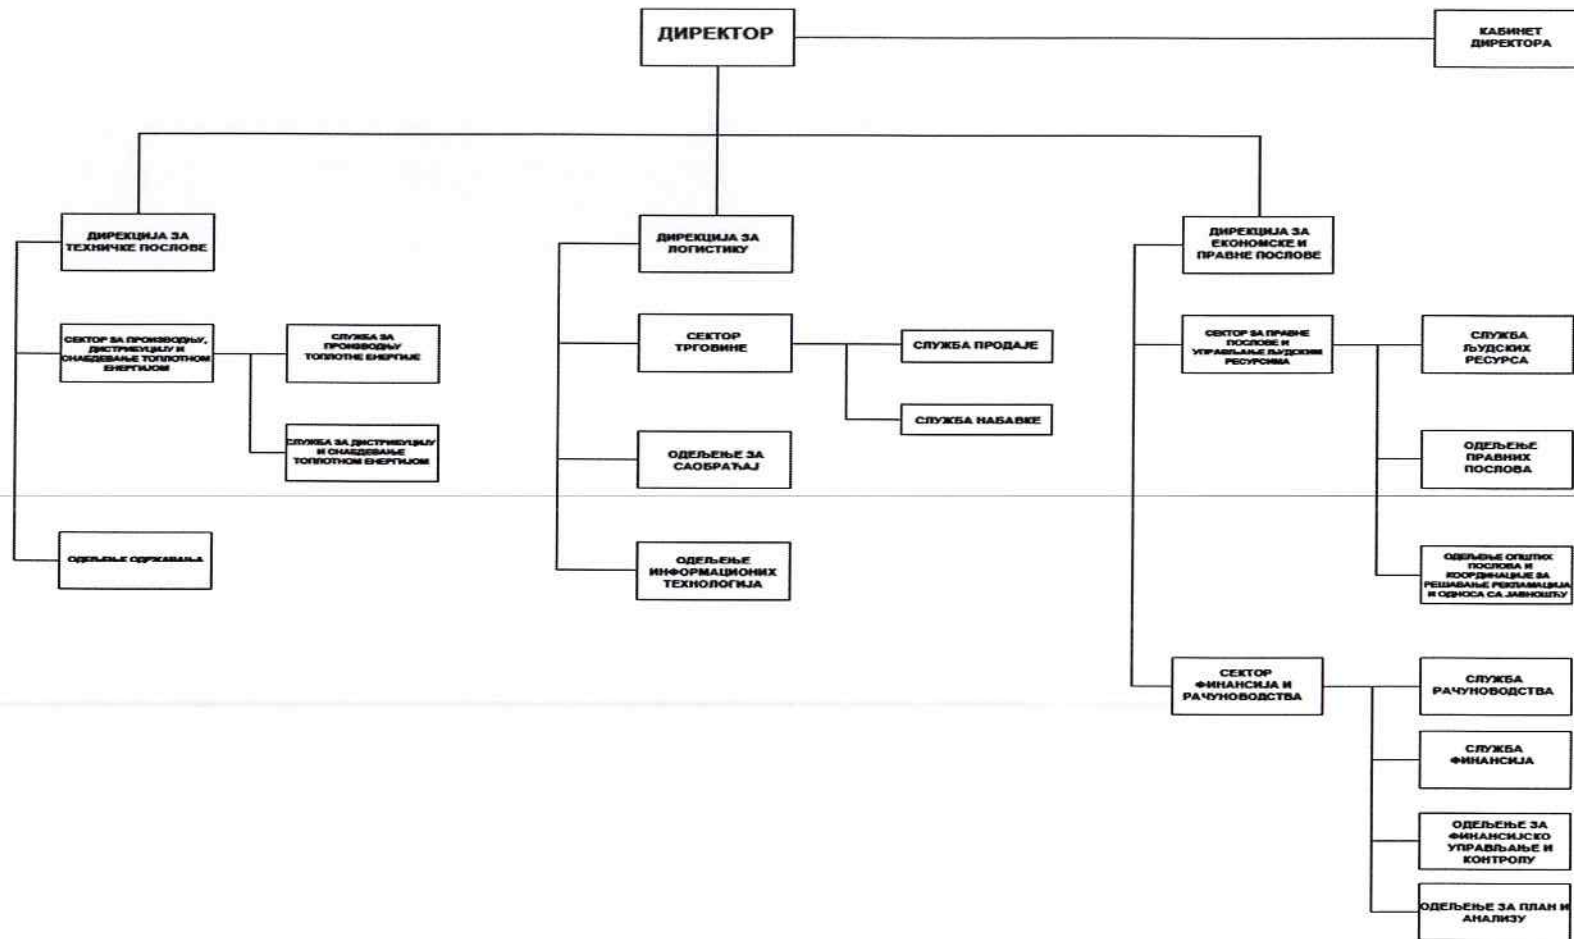 ДИРЕКТОР
КАБИНЕТ
ДИРЕКТОРА
ДИРЕКЦИЈА ЗА
ТЕХНИЧКЕ ПОСЛОВЕ
ДИРЕКЦИЈА ЗА
ЛОГИСТИКУ
ДИРЕКЦИЈА ЗА
ЕКОНОМСКЕ И
ПРАВНЕ ПОСЛОВЕ
СЕКТОР ЗА ПРОИЗВОДЊУ,
ДИСТРИБУЦИЈУ И
СНАБДЕВАЊЕ ТОПЛОТНОМ
ЕНЕРГИЈОМ
СЛУЖБА ЗА
ПРОИЗВОДЊУ
ТОПЛОТНЕ ЕНЕРГИЈЕ
СЕКТОР
ТРГОВИНЕ
СЛУЖБА ПРОДАЈЕ
СЕКТОР ЗА ПРАВНЕ
ПОСЛОВЕ И
УПРАВЉАЊЕ ЉУДСКИМ
РЕСУРСИМА
СЛУЖБА
ЉУДСКИХ
РЕСУРСА
СЛУЖБА ЗА ДИСТРИБУЦИЈУ
И СНАБДЕВАЊЕ
ТОПЛОТНОМ ЕНЕРГИЈОМ
СЛУЖБА НАБАВКЕ
ОДЕЉЕЊЕ ЗА
САОБРАЋАЈ
ОДЕЉЕЊЕ
ПРАВНИХ
ПОСЛОВА
ОДЕЉЕЊЕ ОДРЖАВАЊА
ОДЕЉЕЊЕ
ИНФОРМАЦИОНИХ
ТЕХНОЛОГИЈА
ОДЕЉЕЊЕ ОПШТИХ
ПОСЛОВА И
КООРДИНАЦИЈЕ ЗА
РЕШАВАЊЕ РЕКЛАМАЦИЈА
И ОДНОСА СА ЈАВНОШЋУ
СЕКТОР
ФИНАНСИЈА И
РАЧУНОВОДСТВА
СЛУЖБА
РАЧУНОВОДСТВА
СЛУЖБА
ФИНАНСИЈА
ОДЕЉЕЊЕ ЗА
ФИНАНСИЈСКО
УПРАВЉАЊЕ И
КОНТРОЛУ
ОДЕЉЕЊЕ ЗА ПЛАН И
АНАЛИЗУ